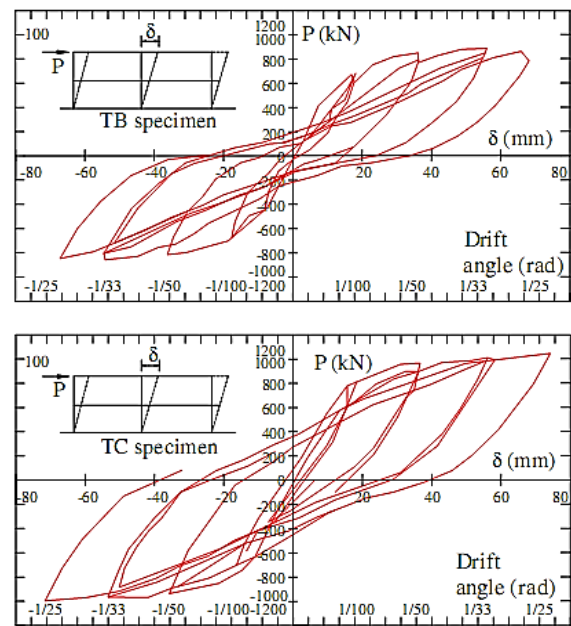 100
δ
P
TB specimen
P (kN)
1000
800
600
400
200
0
δ (mm)
-80 -60 -40 -20 0 20 40 60 80
-200
-400
-600
-800
-1000
-1200
Drift
angle (rad)
-1/25 -1/33 -1/50 -1/100 1/100 1/50 1/33 1/25
100
δ
P
TC specimen
P (kN)
1200
1000
800
600
400
200
0
δ (mm)
-80 -60 -40 -20 0 20 40 60 80
-200
-400
-600
-800
-1000
-1200
Drift
angle (rad)
-1/25 -1/33 -1/50 -1/100 1/100 1/50 1/33 1/25